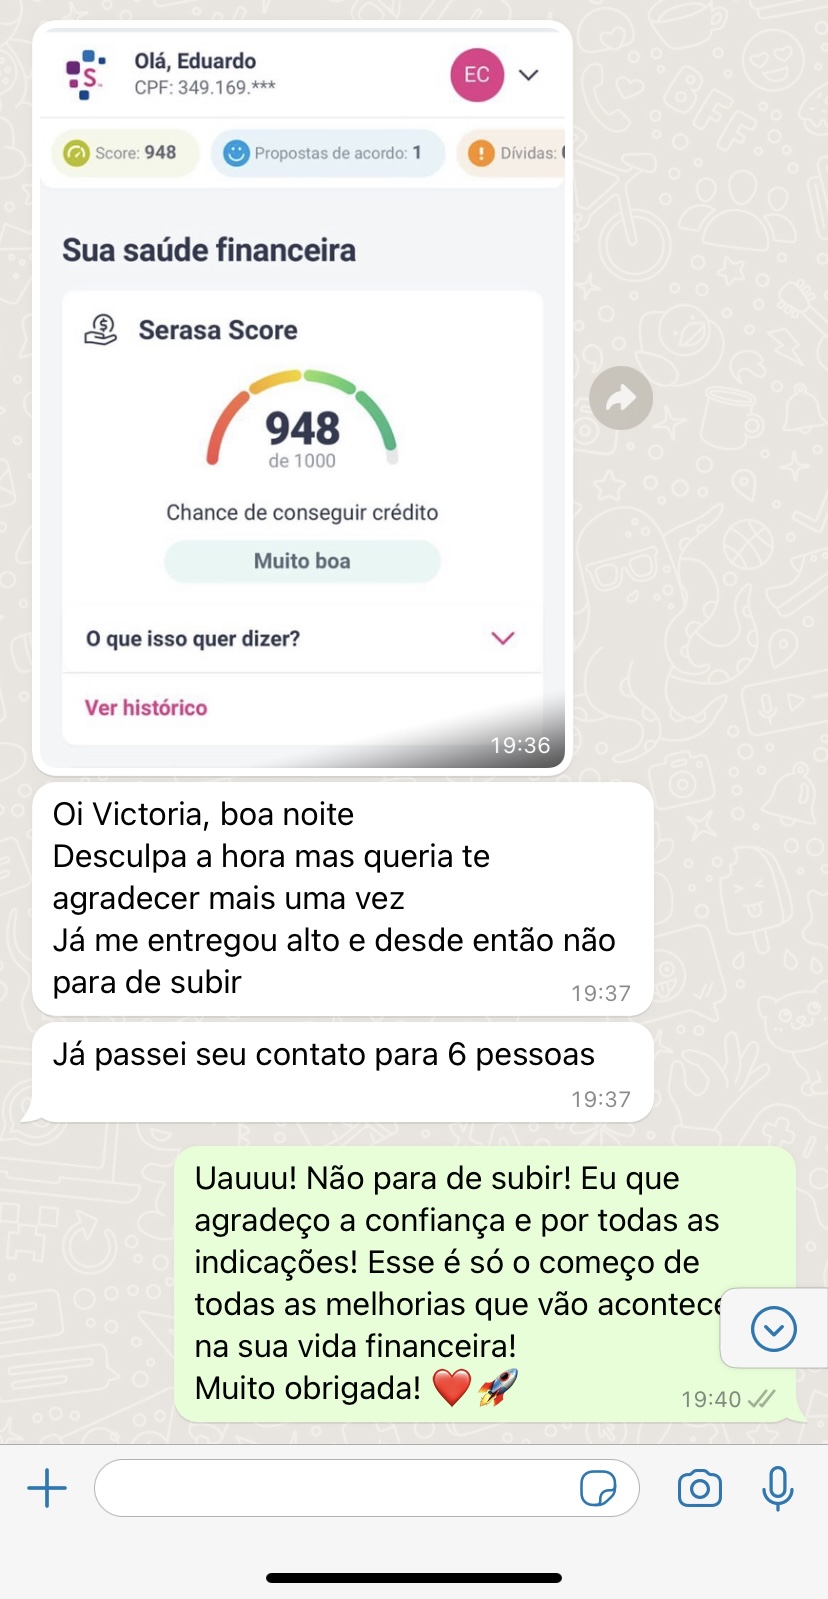 Olá, Eduardo
CPF: 349.169.***
EC
Score: 948
Propostas de acordo: 1
Dívidas:
Sua saúde financeira
Serasa Score
948
de 1000
Chance de conseguir crédito
Muito boa
O que isso quer dizer?
Ver histórico
19:36
Oi Victoria, boa noite
Desculpa a hora mas queria te
agradecer mais uma vez
Já me entregou alto e desde então não
para de subir
19:37
Já passei seu contato para 6 pessoas
19:37
Uauuu! Não para de subir! Eu que
agradeço a confiança e por todas as
indicações! Esse é só o começo de
todas as melhorias que vão acontece
na sua vida financeira!
Muito obrigada! ❤️🚀
19:40